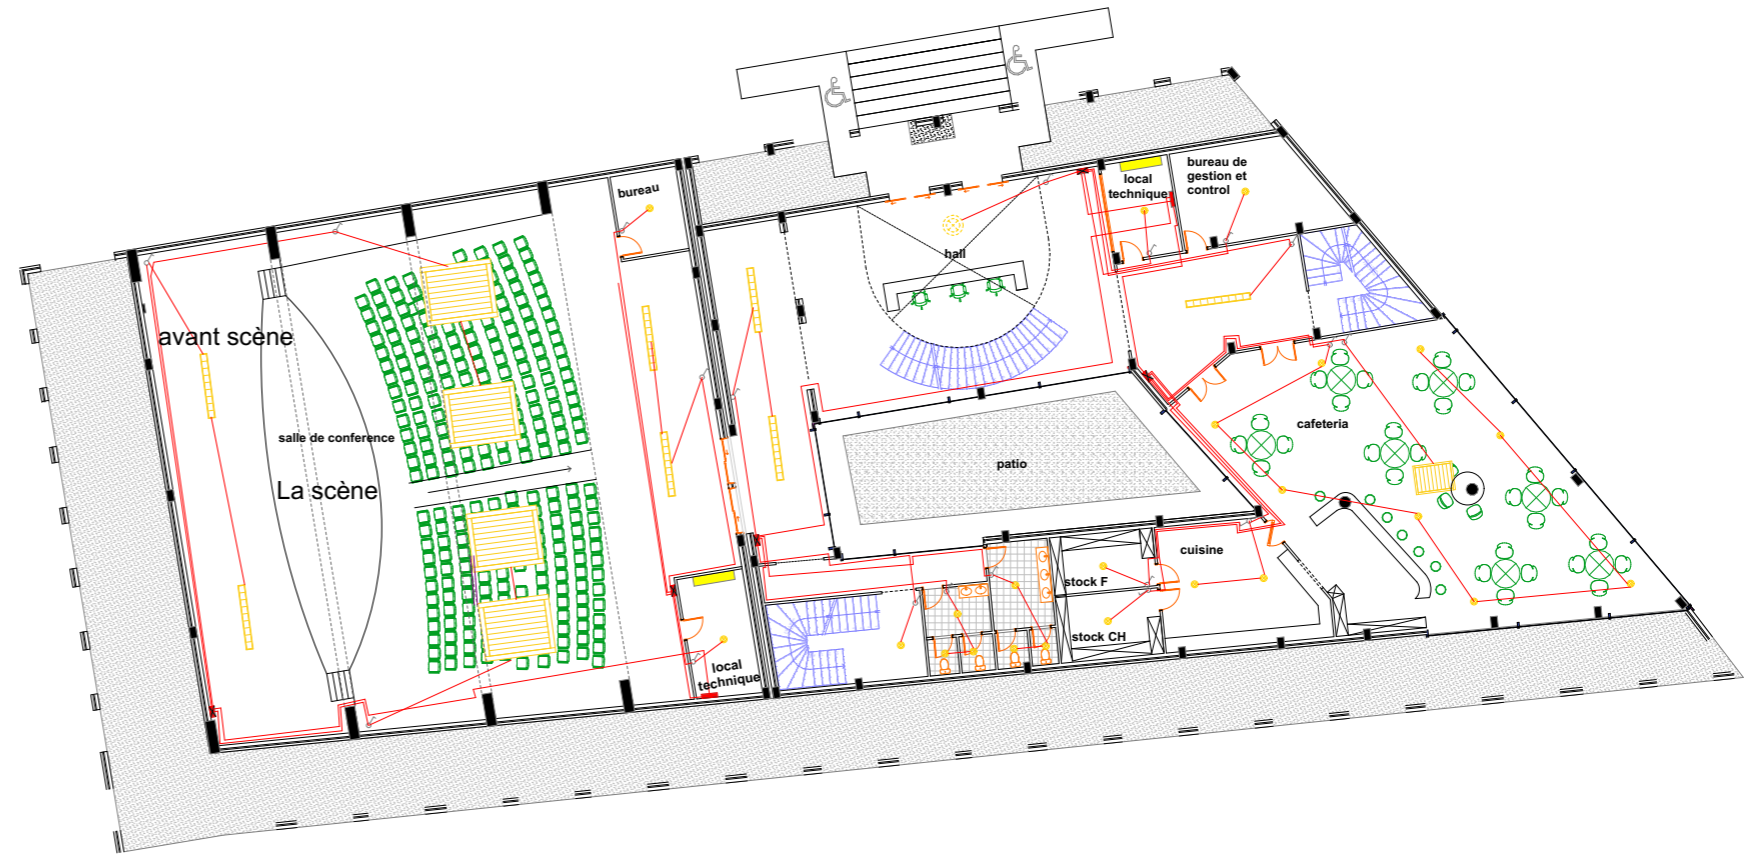 bureau
local
technique
bureau de
gestion et
control
hall
avant scène
salle de conference
La scène
patio
cafeteria
cuisine
stock F
stock CH
local
technique